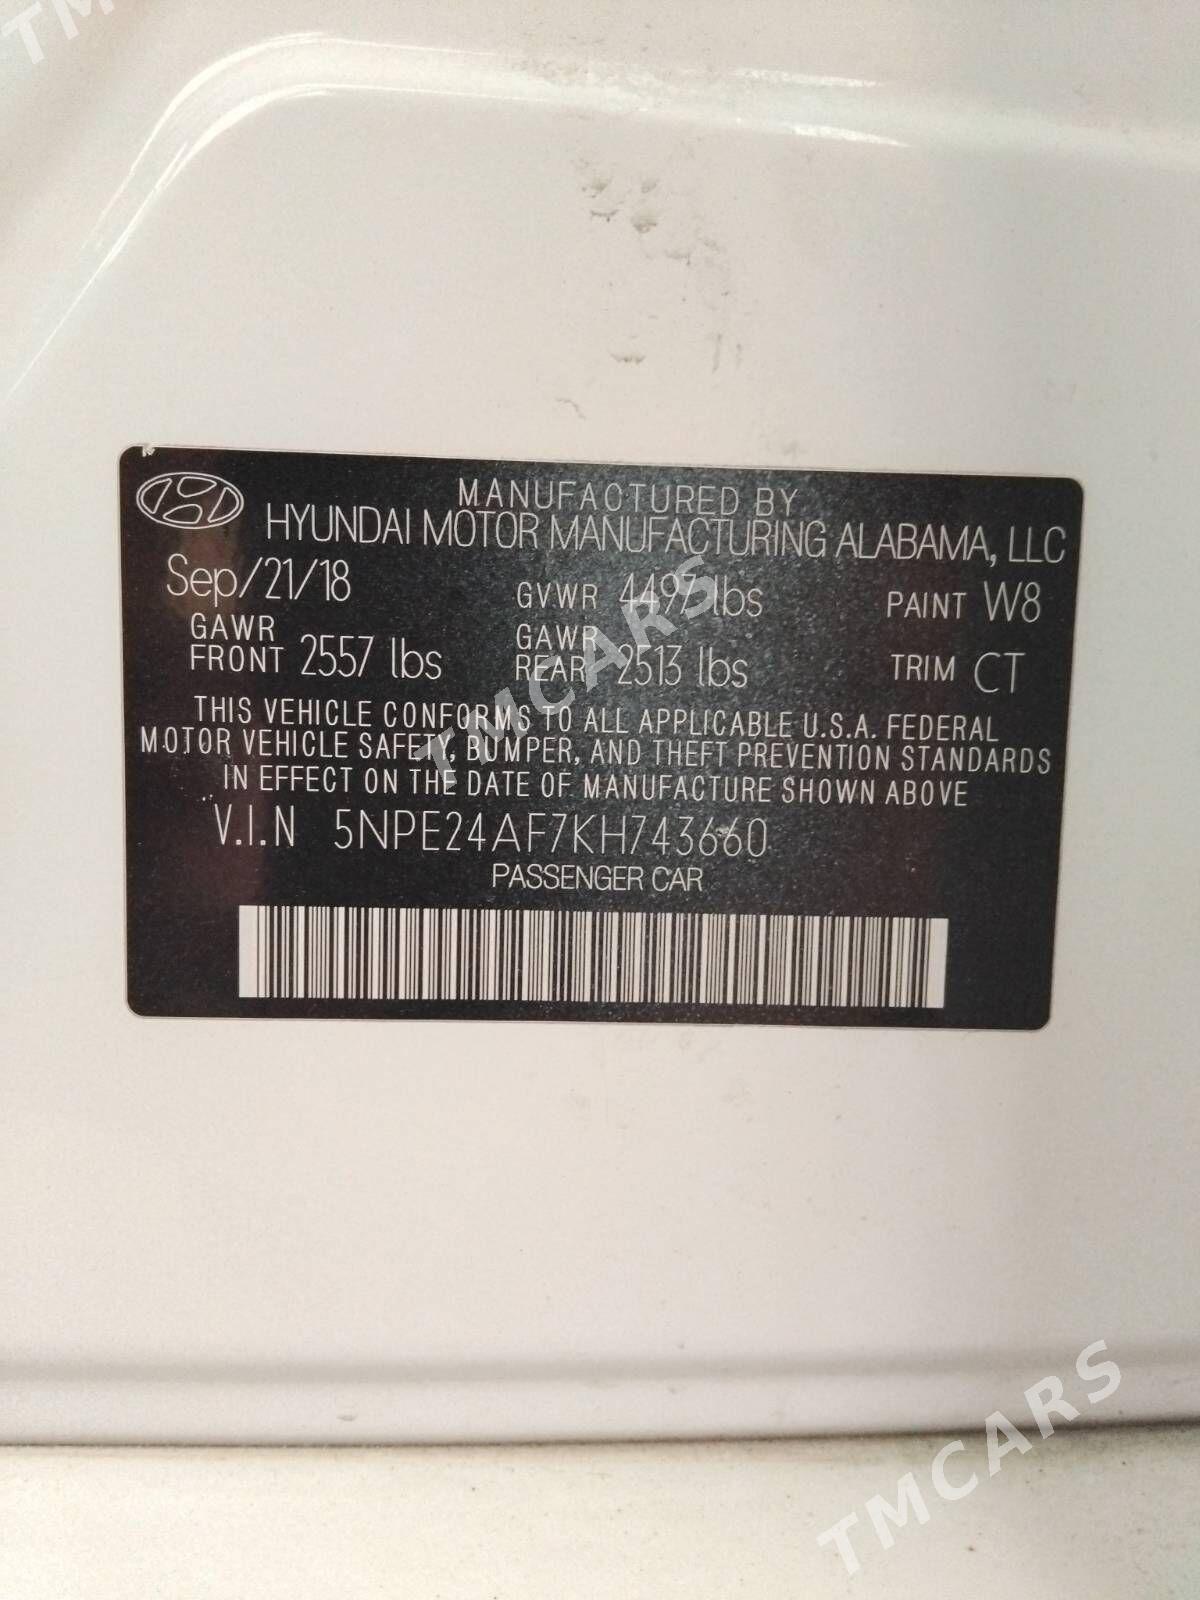 TM
MANUFACTURED BY
HYUNDAI MOTOR MANUFACTURING ALABAMA, LLC
Sep/21/18 GVWR 4497 lbs PAINT W8
GAWR FRONT 2557 lbs GAWR REAR 2513 lbs TRIM CT
THIS VEHICLE CONFORMS TO ALL APPLICABLE U.S.A. FEDERAL
MOTOR VEHICLE SAFETY, BUMPER, AND THEFT PREVENTION STANDARDS
IN EFFECT ON THE DATE OF MANUFACTURE SHOWN ABOVE
V.I.N 5NPE24AF7KH743660
PASSENGER CAR
TMCARS
TMCARS